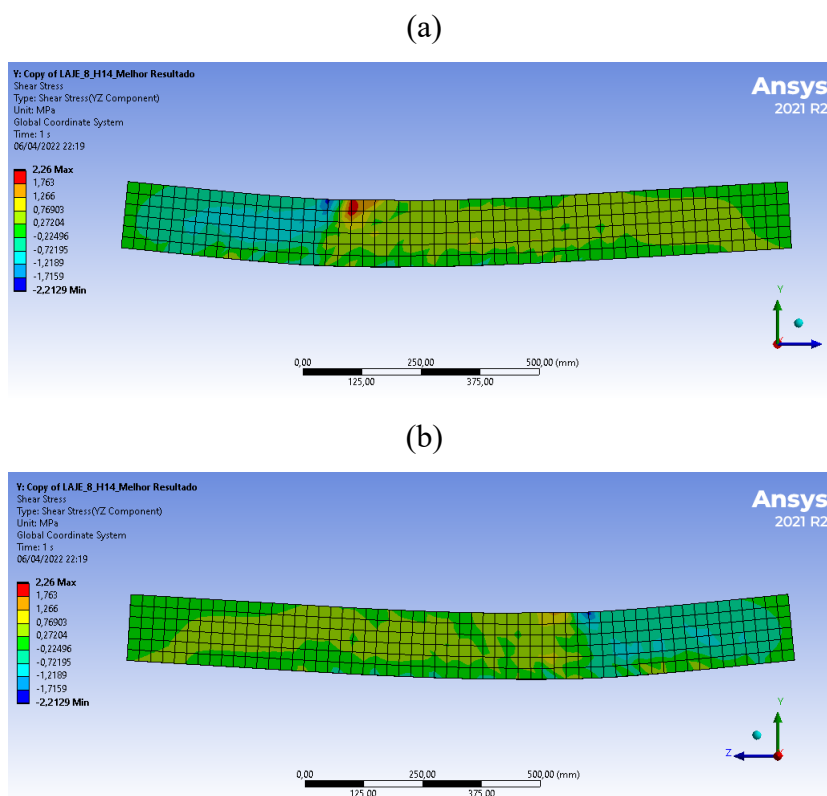 (a)
Y: Copy of LAJE_8_H14_Melhor Resultado
Shear Stress
Type: Shear Stress(YZ Component)
Unit: MPa
Global Coordinate System
Time: 1 s
06/04/2022 22:19
Ansys
2021 R2
2,26 Max
1,763
1,266
0,76903
0,27204
-0,22496
-0,72195
-1,2189
-1,7159
-2,2129 Min
Y
0,00 250,00 500,00 (mm)
125,00 375,00
(b)
Y: Copy of LAJE_8_H14_Melhor Resultado
Shear Stress
Type: Shear Stress(YZ Component)
Unit: MPa
Global Coordinate System
Time: 1 s
06/04/2022 22:19
Ansys
2021 R2
2,26 Max
1,763
1,266
0,76903
0,27204
-0,22496
-0,72195
-1,2189
-1,7159
-2,2129 Min
Y
Z
0,00 250,00 500,00 (mm)
125,00 375,00